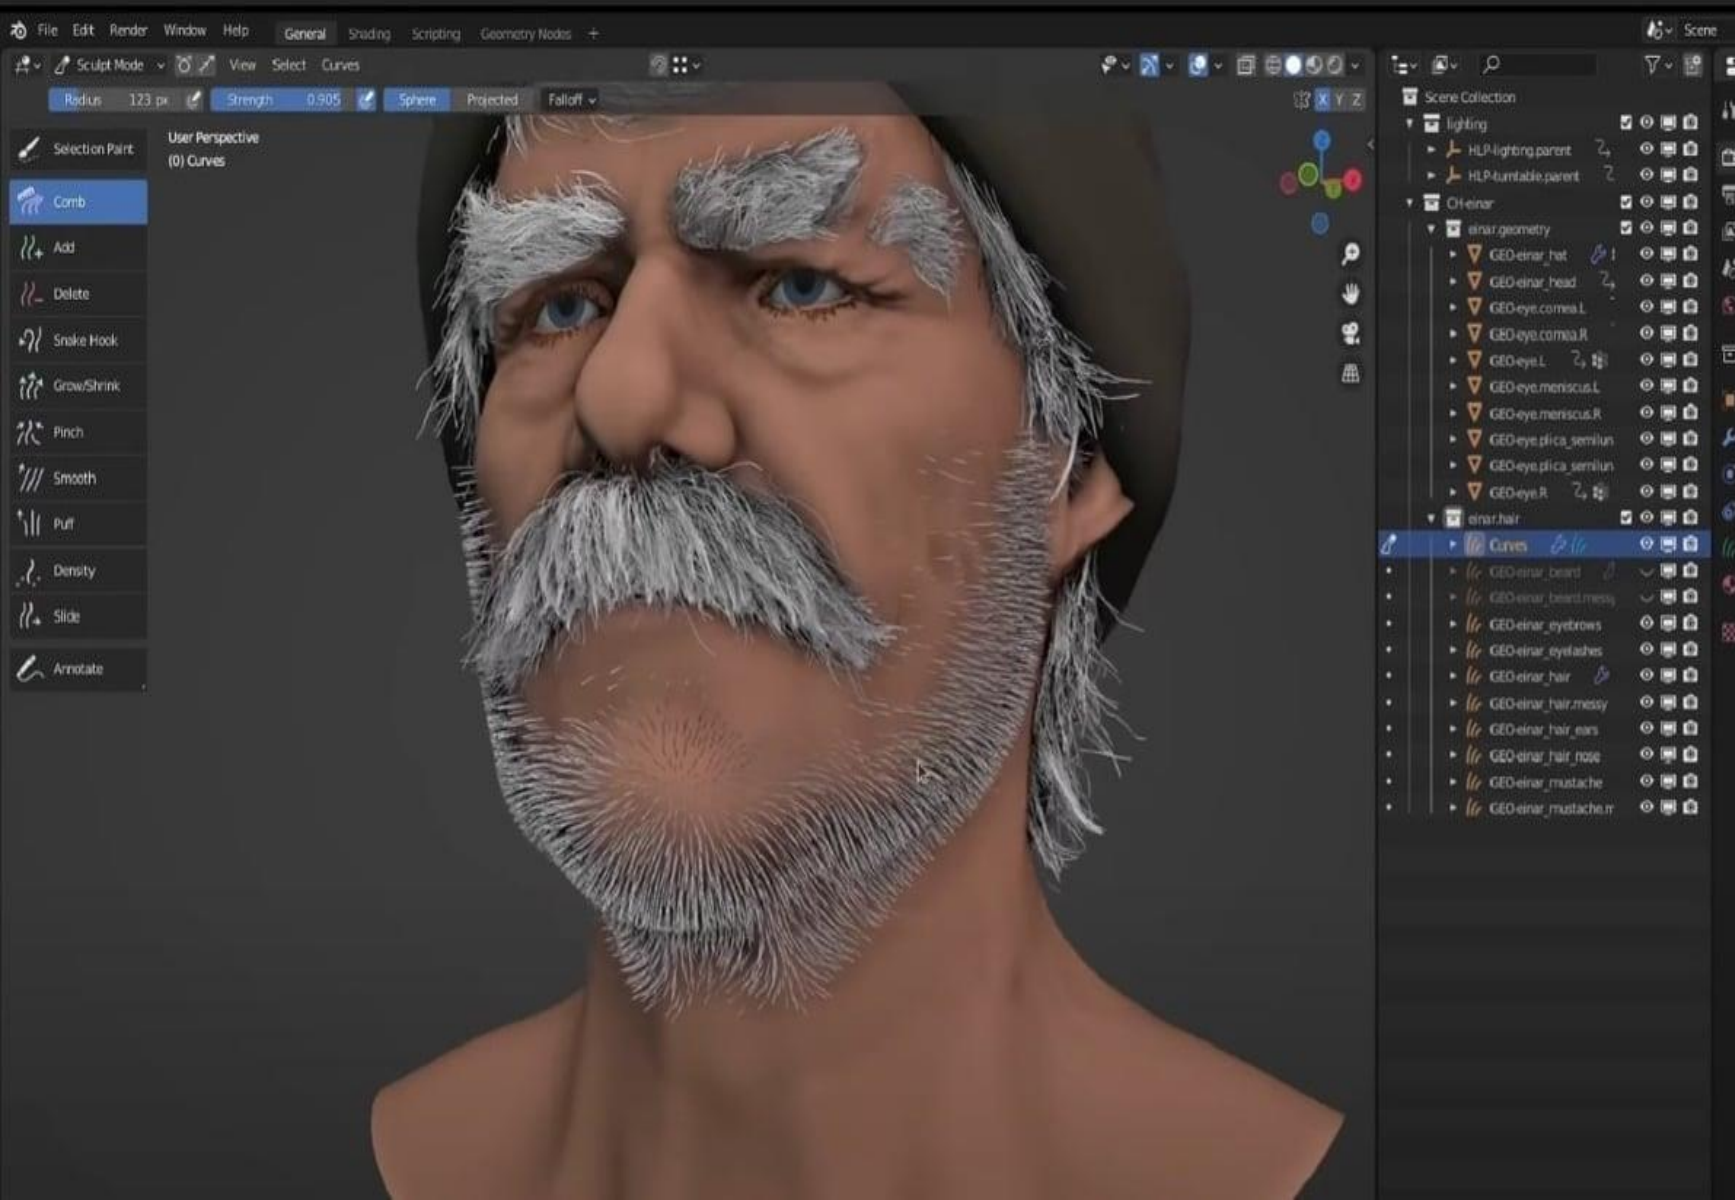 File Edit Render Window Help General Shading Scripting Geometry Nodes + Scene
Sculpt Mode View Select Curves
Radius 123 px Strength 0.905 Sphere Projected Falloff X Y Z
User Perspective
(0) Curves
Selection Paint
Comb
Add
Delete
Snake Hook
Grow/Shrink
Pinch
Smooth
Puff
Density
Slide
Annotate
Scene Collection
lighting
HLP-lighting.parent
HLP-turntable.parent
CH-einar
einar.geometry
GEO-einar_hat
GEO-einar_head
GEO-eye.cornea.L
GEO-eye.cornea.R
GEO-eye.L
GEO-eye.meniscus.L
GEO-eye.meniscus.R
GEO-eye.plica_semilun
GEO-eye.plica_semilun
GEO-eye.R
einar.hair
Curves
GEO-einar_beard
GEO-einar_beard.messy
GEO-einar_eyebrows
GEO-einar_eyelashes
GEO-einar_hair
GEO-einar_hair.messy
GEO-einar_hair_ears
GEO-einar_hair_nose
GEO-einar_mustache
GEO-einar_mustache.m